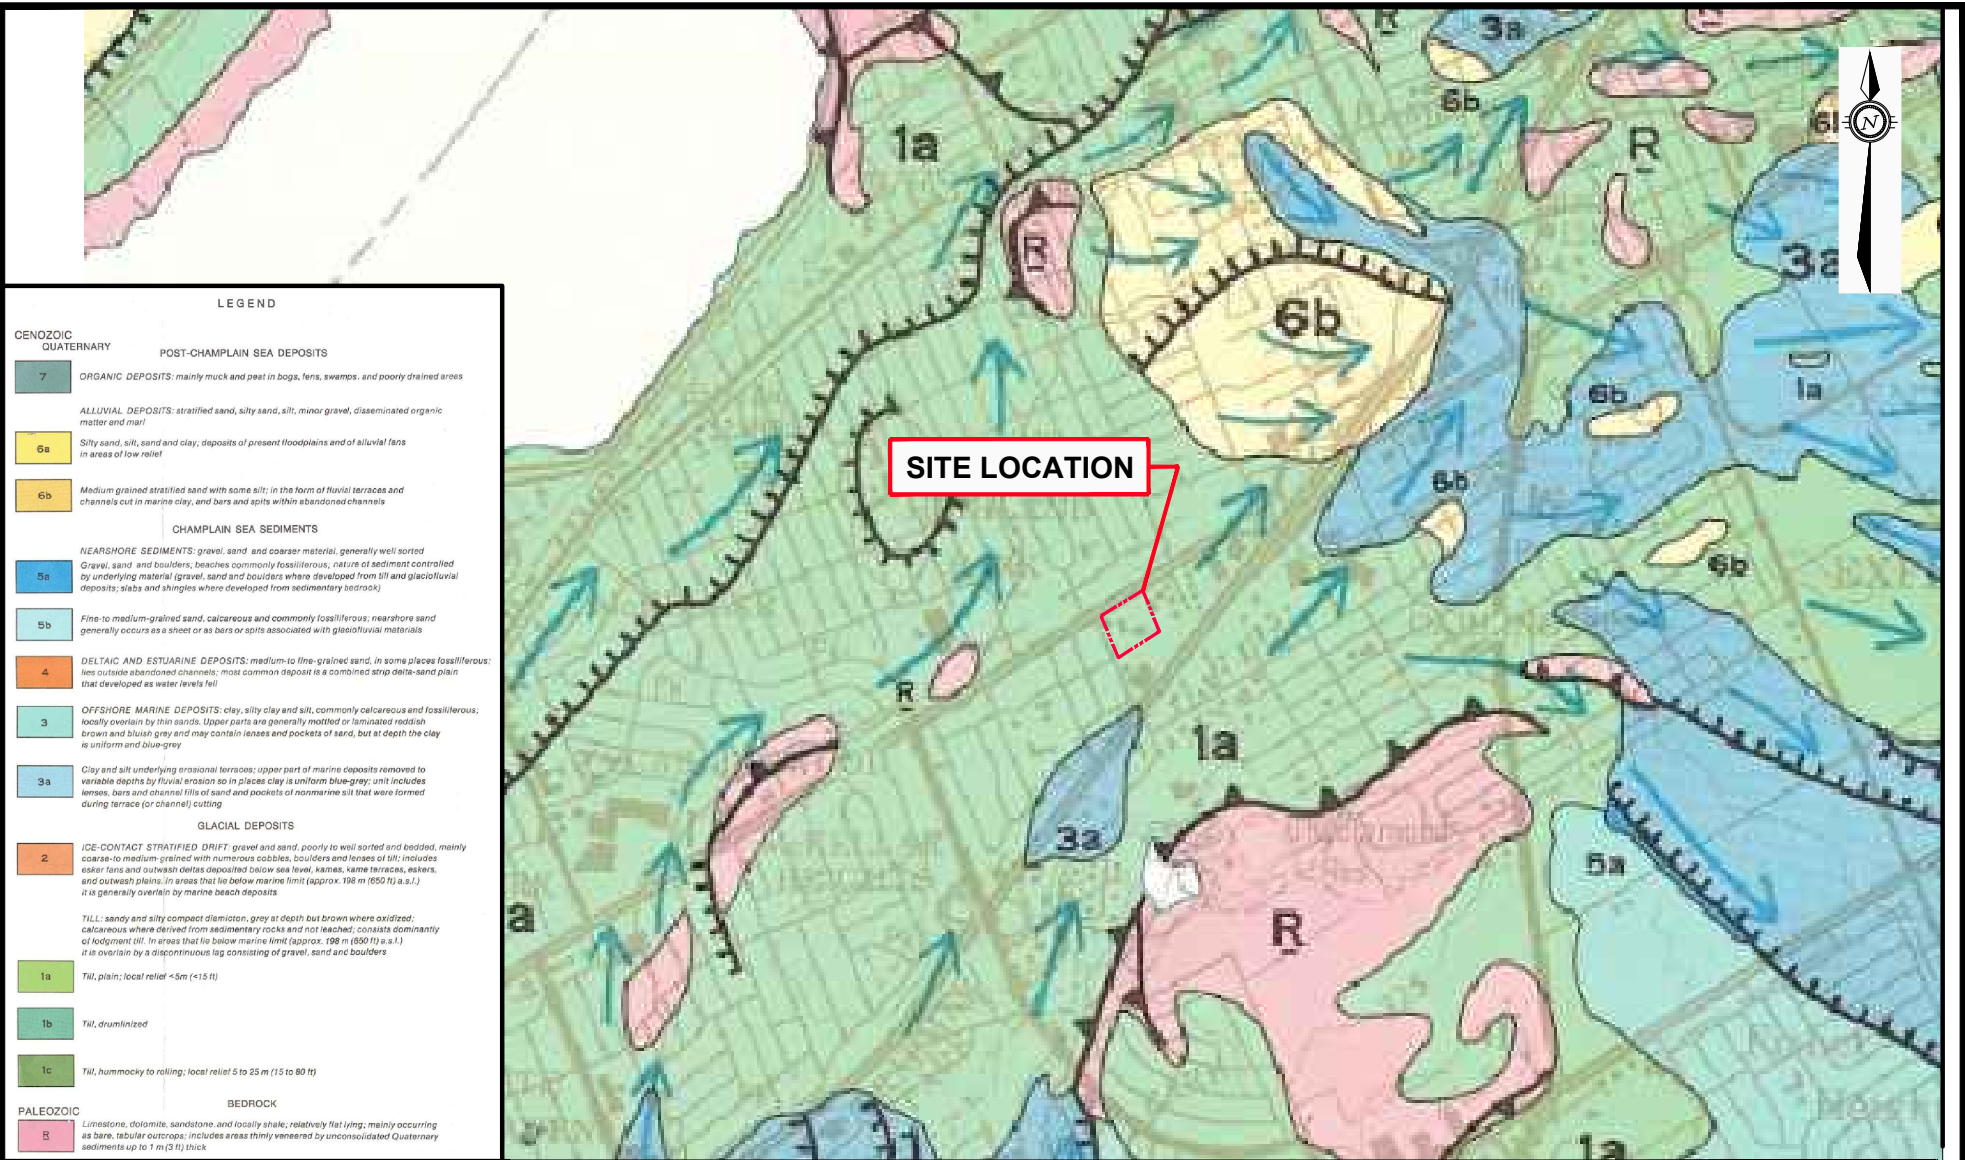 LEGEND
CENOZOIC
QUATERNARY
POST-CHAMPLAIN SEA DEPOSITS
7
ORGANIC DEPOSITS: mainly muck and peat in bogs, fens, swamps, and poorly drained areas
ALLUVIAL DEPOSITS: stratified sand, silty sand, silt, minor gravel, disseminated organic
matter and marl
6a
Silty sand, silt, sand and clay; deposits of present floodplains and of alluvial fans
in areas of low relief
6b
Medium grained stratified sand with some silt; in the form of fluvial terraces and
channels cut in marine clay, and bars and spits within abandoned channels
CHAMPLAIN SEA SEDIMENTS
NEARSHORE SEDIMENTS: gravel, sand and coarser material, generally well sorted
5a
Gravel, sand and boulders; beaches commonly fossiliferous; nature of sediment controlled
by underlying material (gravel, sand and boulders where developed from till and glaciofluvial
deposits; slabs and shingles where developed from sedimentary bedrock)
5b
Fine-to medium-grained sand, calcareous and commonly fossiliferous; nearshore sand
generally occurs as a sheet or as bars or spits associated with glaciofluvial materials
4
DELTAIC AND ESTUARINE DEPOSITS: medium-to fine-grained sand, in some places fossiliferous;
lies outside abandoned channels; most common deposit is a combined strip delta-sand plain
that developed as water levels fell
3
OFFSHORE MARINE DEPOSITS: clay, silty clay and silt, commonly calcareous and fossiliferous;
locally overlain by thin sands. Upper parts are generally mottled or laminated reddish
brown and bluish grey and may contain lenses and pockets of sand, but at depth the clay
is uniform and blue-grey
3a
Clay and silt underlying erosional terraces; upper part of marine deposits removed to
variable depths by fluvial erosion so in places clay is uniform blue-grey; unit includes
lenses, bars and channel fills of sand and pockets of nonmarine silt that were formed
during terrace (or channel) cutting
GLACIAL DEPOSITS
2
ICE-CONTACT STRATIFIED DRIFT: gravel and sand, poorly to well sorted and bedded, mainly
coarse-to medium-grained with numerous cobbles, boulders and lenses of till; includes
esker fans and outwash deltas deposited below sea level, kames, kame terraces, eskers,
and outwash plains. In areas that lie below marine limit (approx. 198 m (650 ft) a.s.l.)
it is generally overlain by marine beach deposits
TILL: sandy and silty compact diamicton, grey at depth but brown where oxidized;
calcareous where derived from sedimentary rocks and not leached; consists dominantly
of lodgment till. In areas that lie below marine limit (approx. 198 m (650 ft) a.s.l.)
it is overlain by a discontinuous lag consisting of gravel, sand and boulders
1a
Till, plain; local relief <5m (<15 ft)
1b
Till, drumlinized
1c
Till, hummocky to rolling; local relief 5 to 25 m (15 to 80 ft)
BEDROCK
PALEOZOIC
R
Limestone, dolomite, sandstone, and locally shale; relatively flat lying; mainly occurring
as bare, tabular outcrops; includes areas thinly veneered by unconsolidated Quaternary
sediments up to 1 m (3 ft) thick
R
3a
6b
1a
R
N
R
3a
6b
1a
6b
SITE LOCATION
6b
6b
R
1a
3a
5a
R
a
1a